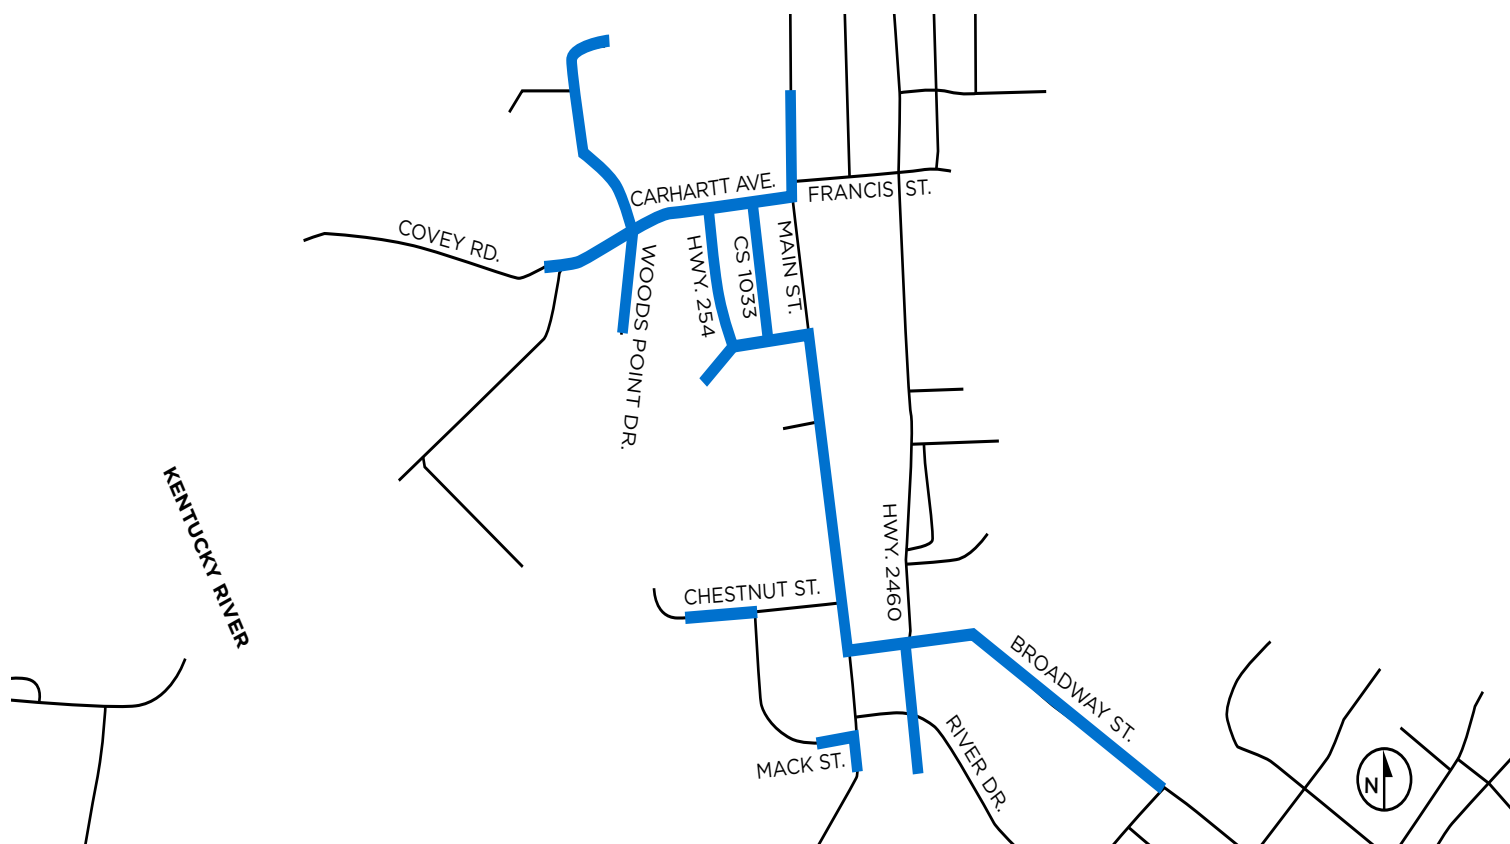 CARHARTT AVE.
FRANCIS ST.
COVEY RD.
WOODS POINT DR.
HWY. 254
CS 1033
MAIN ST.
KENTUCKY RIVER
HWY. 2460
CHESTNUT ST.
BROADWAY ST.
RIVER DR.
MACK ST.
N